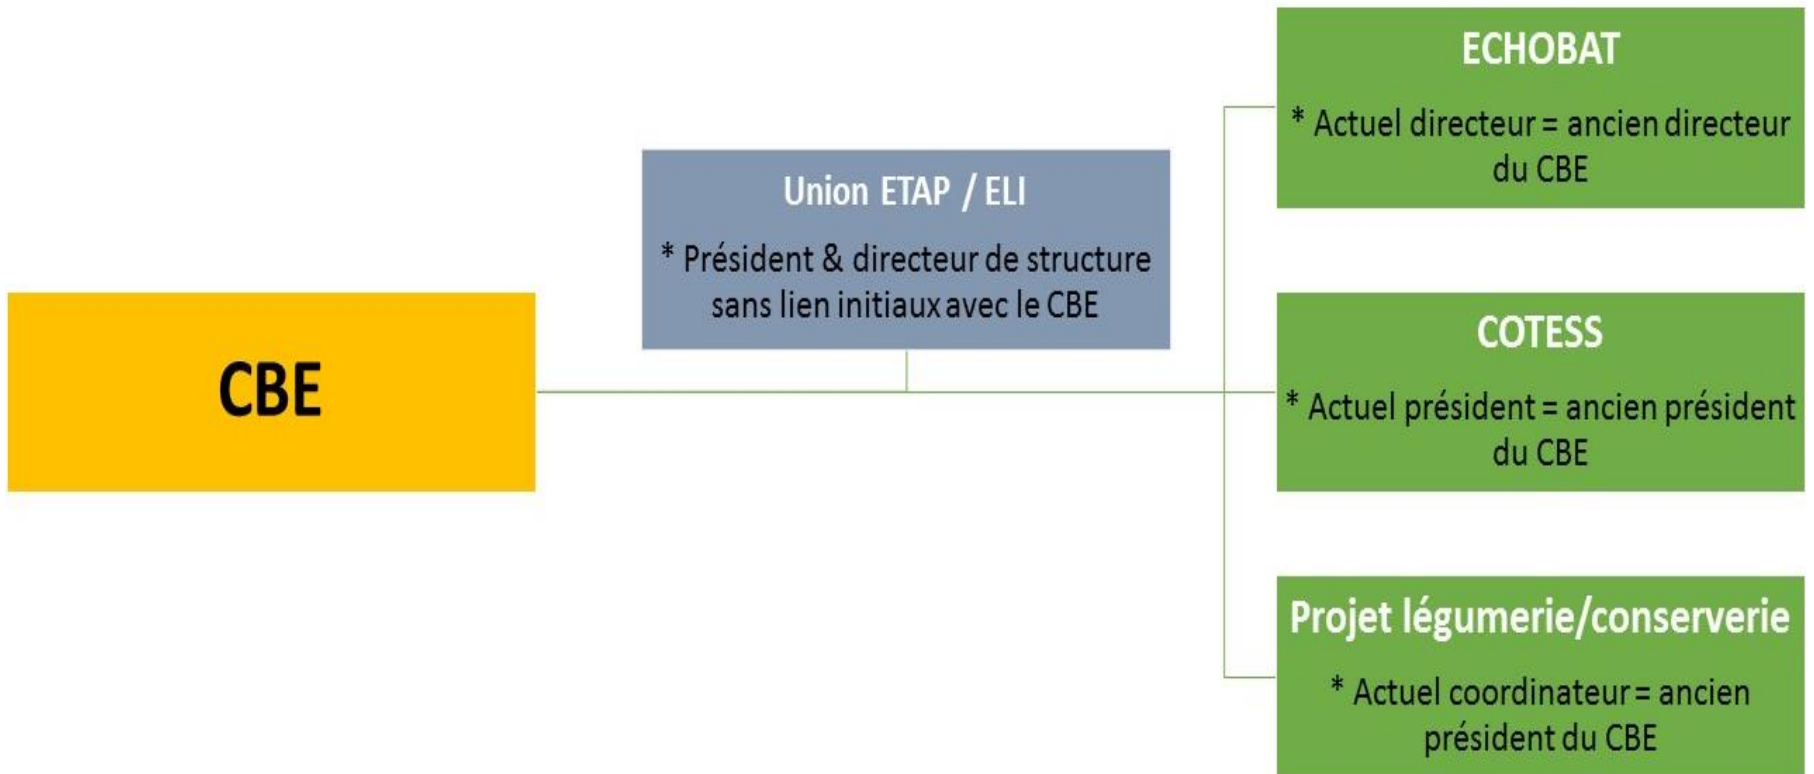 CBE
Union ETAP / ELI
* Président & directeur de structure
sans lien initiaux avec le CBE
ECHOBAT
* Actuel directeur = ancien directeur
du CBE
COTESS
* Actuel président = ancien président
du CBE
Projet légumerie/conserverie
* Actuel coordinateur = ancien
président du CBE